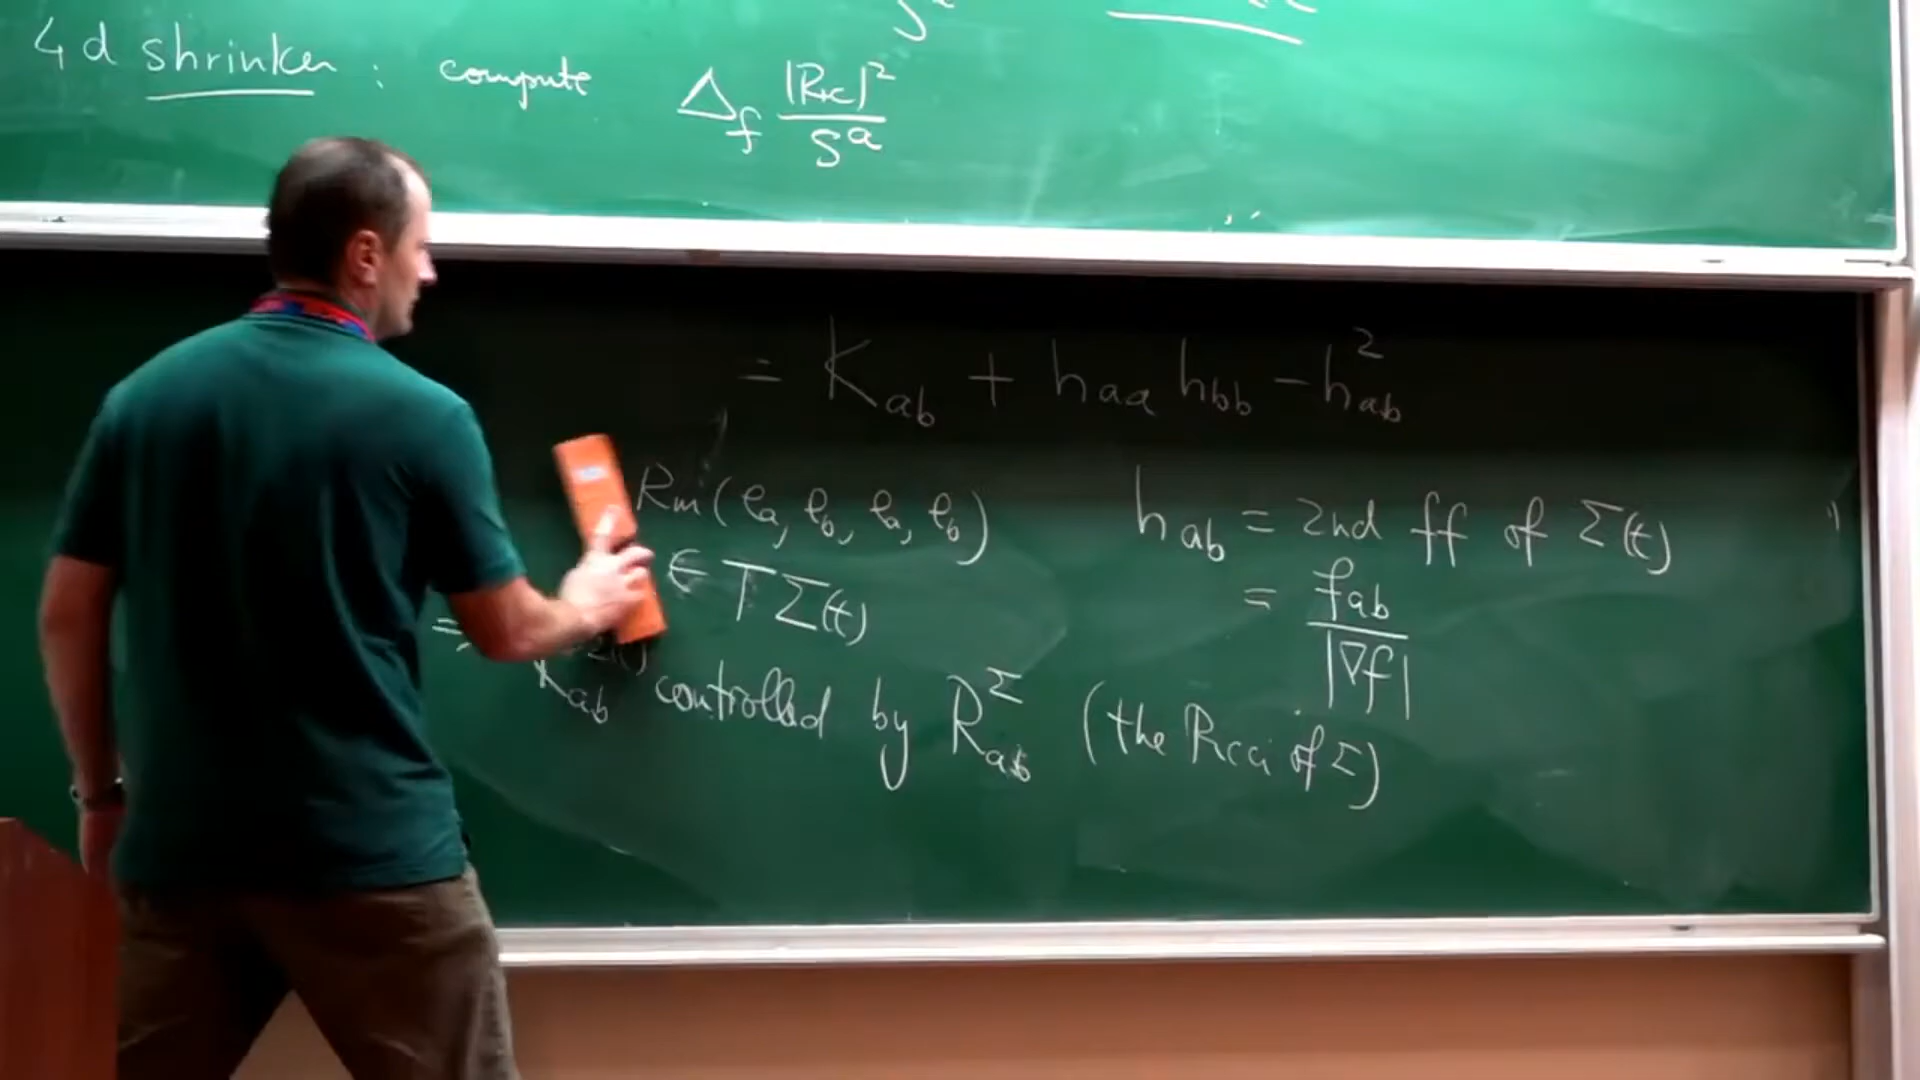 4d shrinker : compute Δ_f |Rc|² / S^a
= K_ab + h_aa h_bb - h²_ab
Rm(e_a, e_b, e_a, e_b)
h_ab = 2nd ff of Σ(t)
∈ TΣ(t)
= f_ab / |∇f|
=
K_ab controlled by R^Σ_ab (the Ricci of Σ)